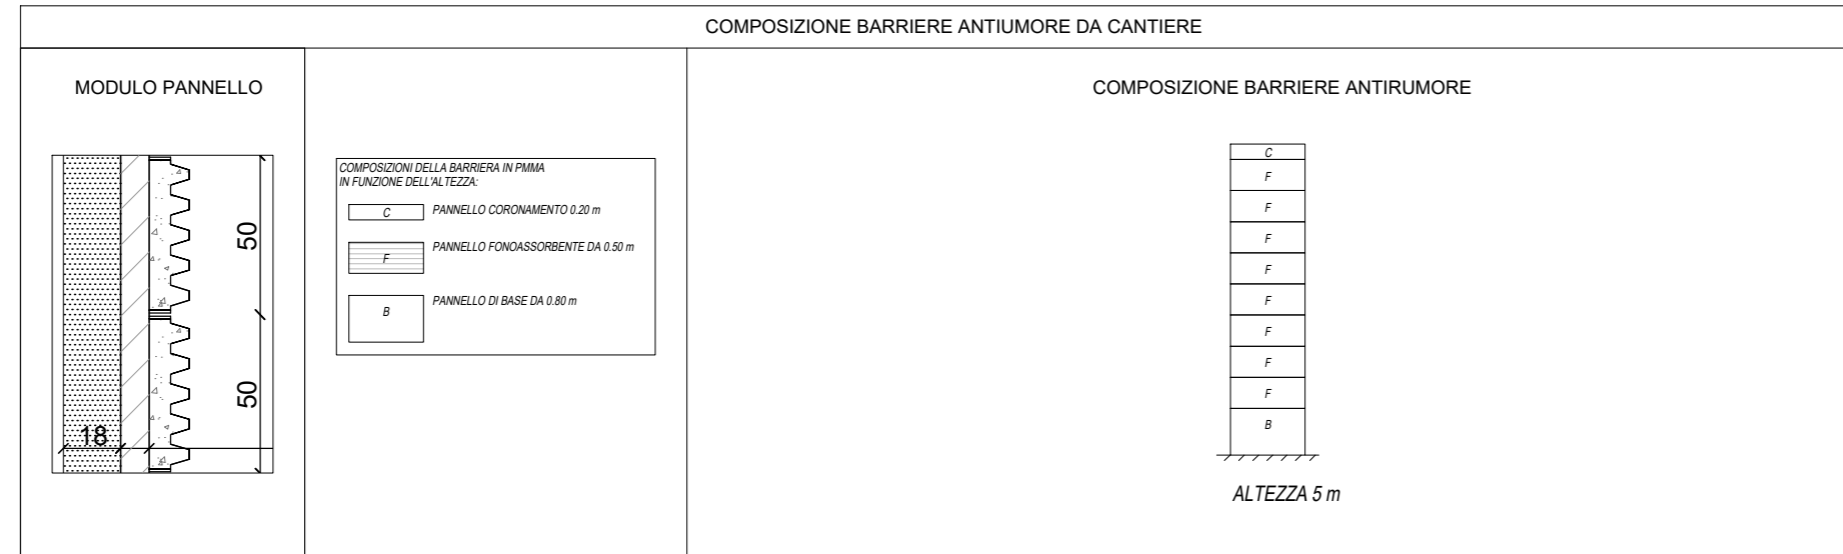 COMPOSIZIONE BARRIERE ANTIUMORE DA CANTIERE
MODULO PANNELLO
50
50
18
COMPOSIZIONI DELLA BARRIERA IN PMMA
IN FUNZIONE DELL'ALTEZZA:
C PANNELLO CORONAMENTO 0.20 m
F PANNELLO FONOASSORBENTE DA 0.50 m
B PANNELLO DI BASE DA 0.80 m
COMPOSIZIONE BARRIERE ANTIRUMORE
C
F
F
F
F
F
F
F
F
B
ALTEZZA 5 m